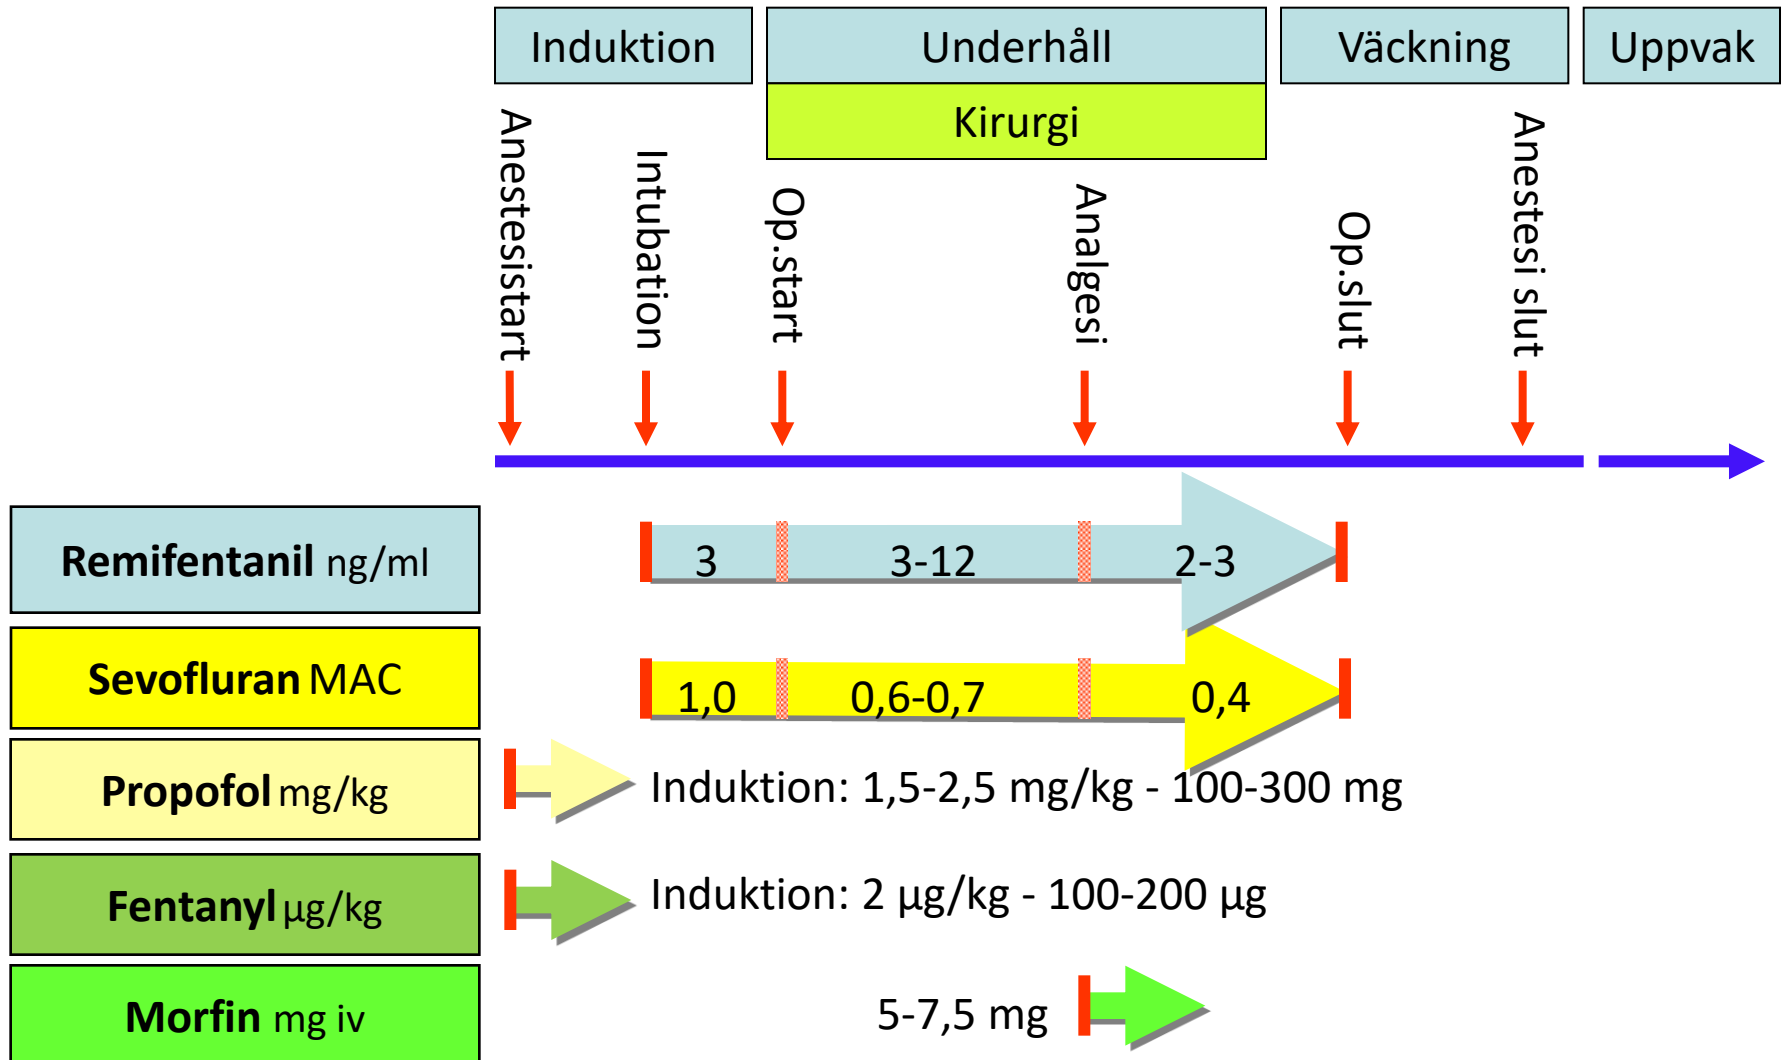 Induktion
Underhåll
Väckning
Uppvak
Kirurgi
Anestesistart
Intubation
Op.start
Analgesi
Op.slut
Anestesi slut
Remifentanil ng/ml
3
3-12
2-3
Sevofluran MAC
1,0
0,6-0,7
0,4
Propofol mg/kg
Induktion: 1,5-2,5 mg/kg - 100-300 mg
Fentanyl µg/kg
Induktion: 2 µg/kg - 100-200 µg
Morfin mg iv
5-7,5 mg